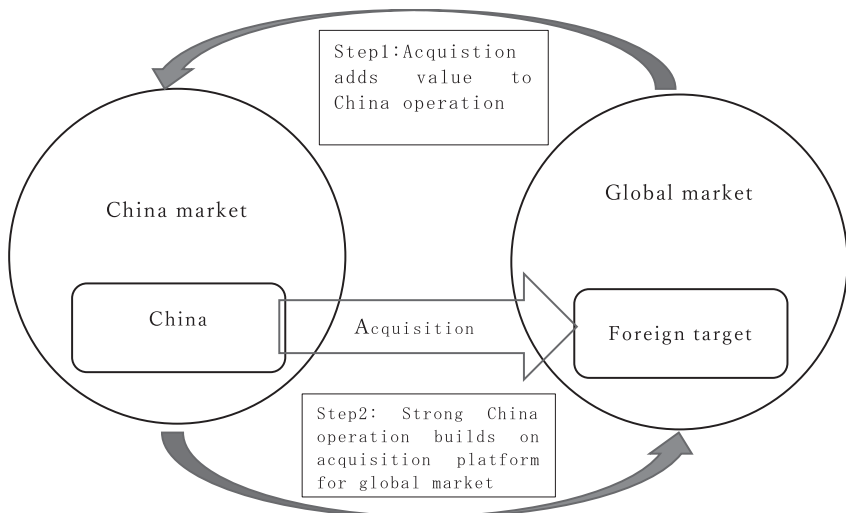 Step1:Acquistion
adds value to
China operation
China market
Global market
China
Acquisition
Foreign target
Step2: Strong China
operation builds on
acquisition platform
for global market